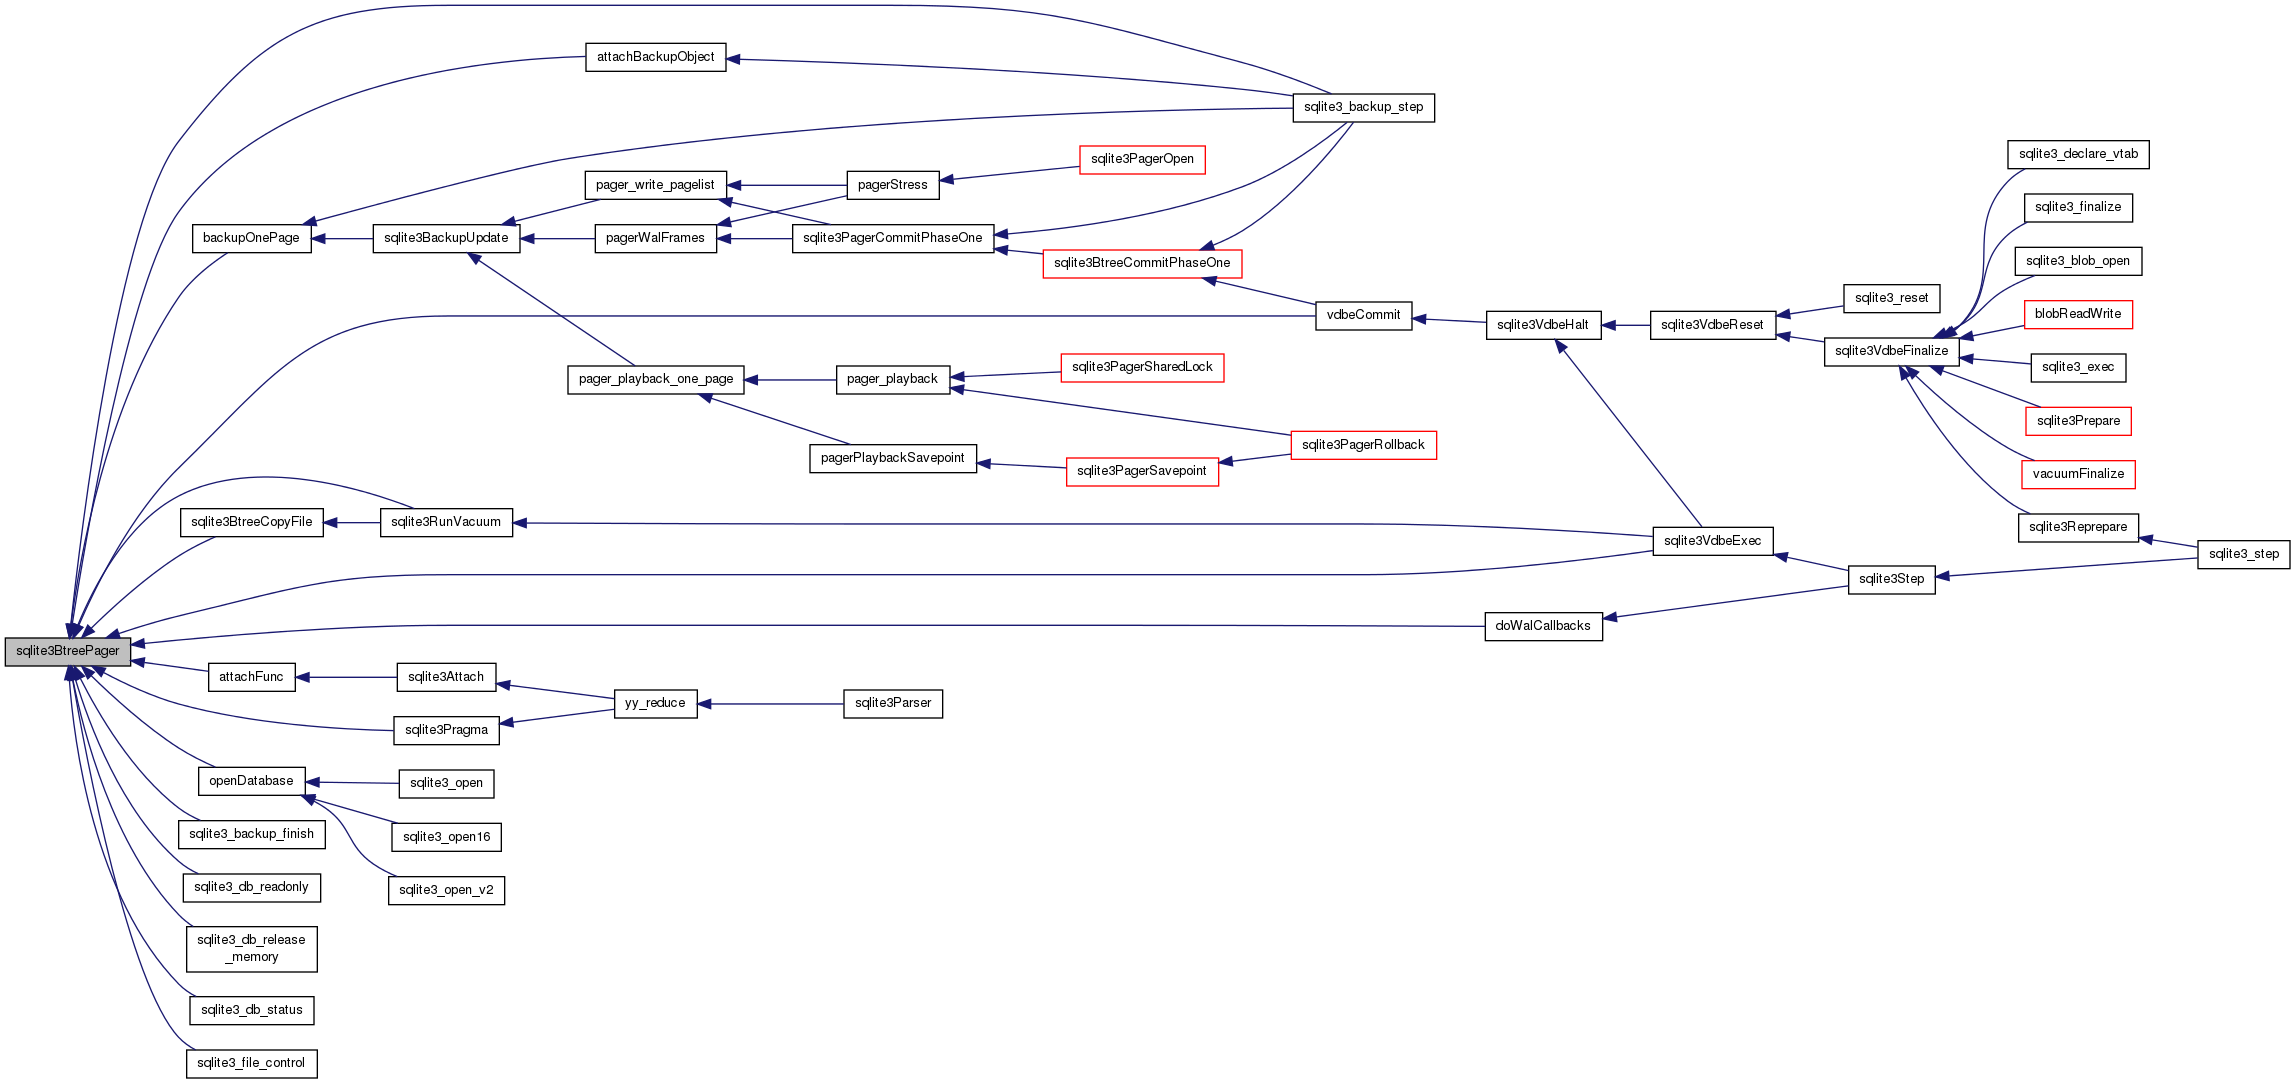 attachBackupObject
sqlite3_backup_step
sqlite3_declare_vtab
sqlite3PagerOpen
pager_write_pagelist
pagerStress
sqlite3_finalize
backupOnePage
sqlite3BackupUpdate
pagerWalFrames
sqlite3PagerCommitPhaseOne
sqlite3BtreeCommitPhaseOne
sqlite3_blob_open
sqlite3_reset
vdbeCommit
blobReadWrite
sqlite3VdbeHalt
sqlite3VdbeReset
sqlite3VdbeFinalize
sqlite3_exec
pager_playback_one_page
pager_playback
sqlite3PagerSharedLock
sqlite3Prepare
sqlite3PagerRollback
pagerPlaybackSavepoint
sqlite3PagerSavepoint
vacuumFinalize
sqlite3BtreeCopyFile
sqlite3RunVacuum
sqlite3Reprepare
sqlite3VdbeExec
sqlite3_step
sqlite3Step
doWalCallbacks
sqlite3BtreePager
attachFunc
sqlite3Attach
yy_reduce
sqlite3Parser
sqlite3Pragma
openDatabase
sqlite3_open
sqlite3_backup_finish
sqlite3_open16
sqlite3_db_readonly
sqlite3_open_v2
sqlite3_db_release
_memory
sqlite3_db_status
sqlite3_file_control